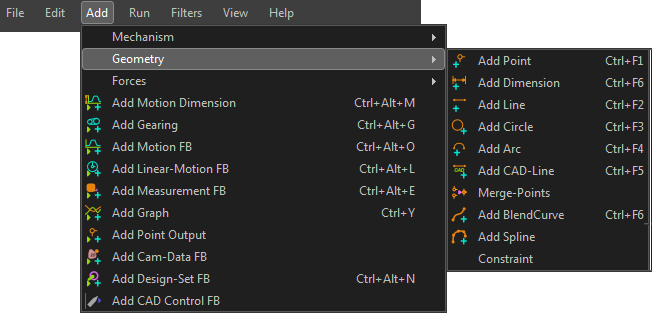 File Edit Add Run Filters View Help
Mechanism
Geometry
Forces
Add Motion Dimension Ctrl+Alt+M
Add Gearing Ctrl+Alt+G
Add Motion FB Ctrl+Alt+O
Add Linear-Motion FB Ctrl+Alt+L
Add Measurement FB Ctrl+Alt+E
Add Graph Ctrl+Y
Add Point Output
Add Cam-Data FB
Add Design-Set FB Ctrl+Alt+N
Add CAD Control FB
Add Point Ctrl+F1
Add Dimension Ctrl+F6
Add Line Ctrl+F2
Add Circle Ctrl+F3
Add Arc Ctrl+F4
Add CAD-Line Ctrl+F5
Merge-Points
Add BlendCurve Ctrl+F6
Add Spline
Constraint